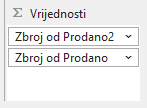 Σ Vrijednosti
Zbroj od Prodano2
Zbroj od Prodano